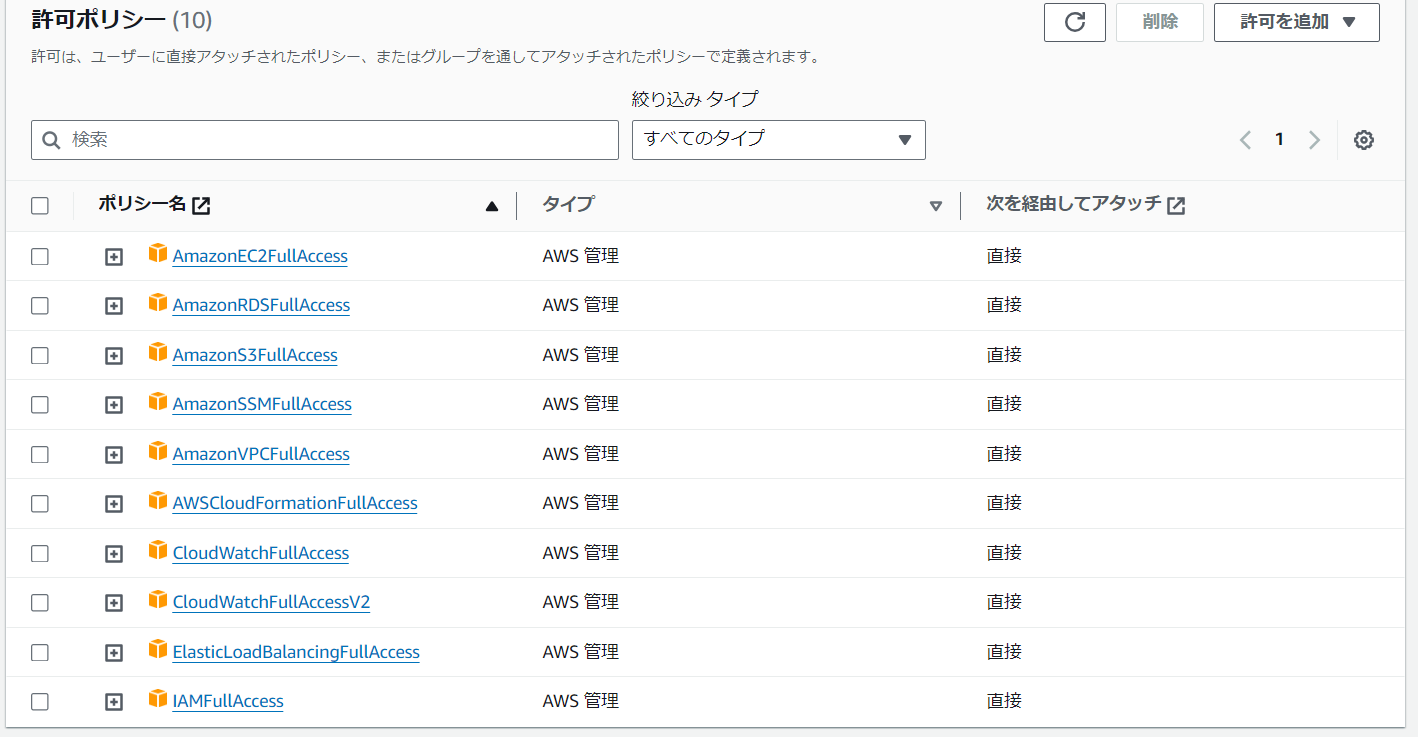 許可ポリシー (10)
削除
許可を追加
許可は、ユーザーに直接アタッチされたポリシー、またはグループを通してアタッチされたポリシーで定義されます。
絞り込み タイプ
検索
すべてのタイプ
1
ポリシー名
タイプ
次を経由してアタッチ
AmazonEC2FullAccess AWS 管理 直接
AmazonRDSFullAccess AWS 管理 直接
AmazonS3FullAccess AWS 管理 直接
AmazonSSMFullAccess AWS 管理 直接
AmazonVPCFullAccess AWS 管理 直接
AWSCloudFormationFullAccess AWS 管理 直接
CloudWatchFullAccess AWS 管理 直接
CloudWatchFullAccessV2 AWS 管理 直接
ElasticLoadBalancingFullAccess AWS 管理 直接
IAMFullAccess AWS 管理 直接